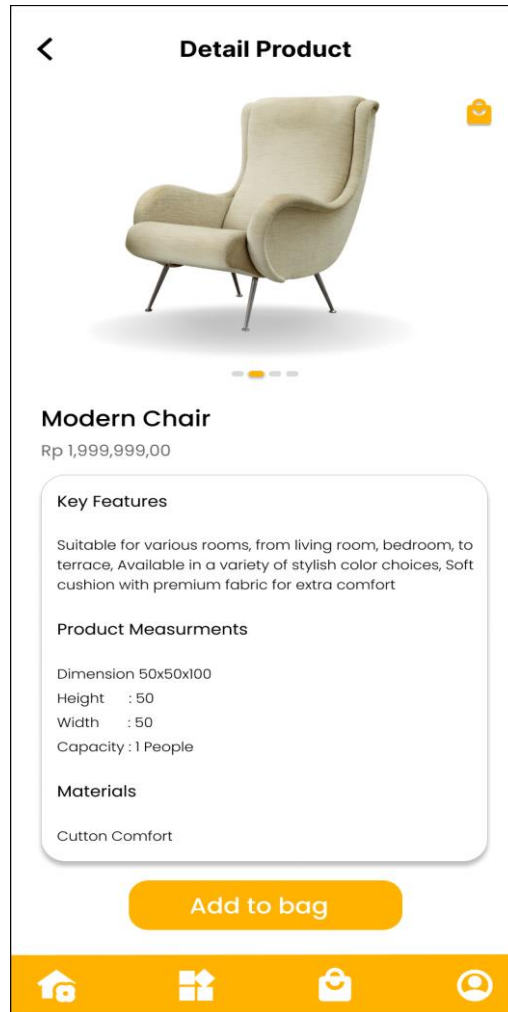 Detail Product
Modern Chair
Rp 1,999,999,00
Key Features
Suitable for various rooms, from living room, bedroom, to
terrace, Available in a variety of stylish color choices, Soft
cushion with premium fabric for extra comfort
Product Measurments
Dimension 50x50x100
Height : 50
Width : 50
Capacity : 1 People
Materials
Cutton Comfort
Add to bag